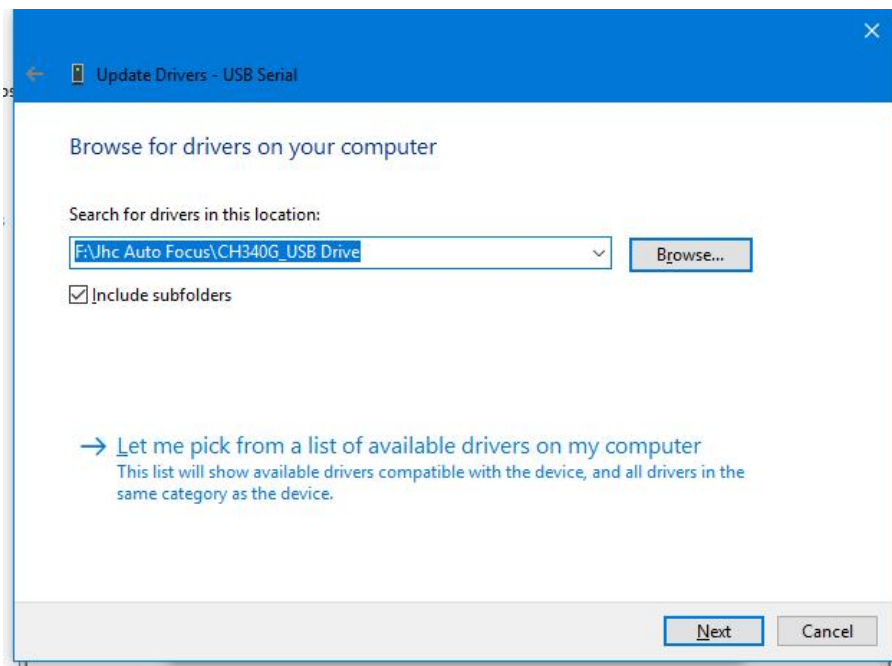 Update Drivers - USB Serial
Browse for drivers on your computer
Search for drivers in this location:
F:\Jhc Auto Focus\CH340G_USB Drive
Browse...
Include subfolders
Let me pick from a list of available drivers on my computer
This list will show available drivers compatible with the device, and all drivers in the
same category as the device.
Next
Cancel